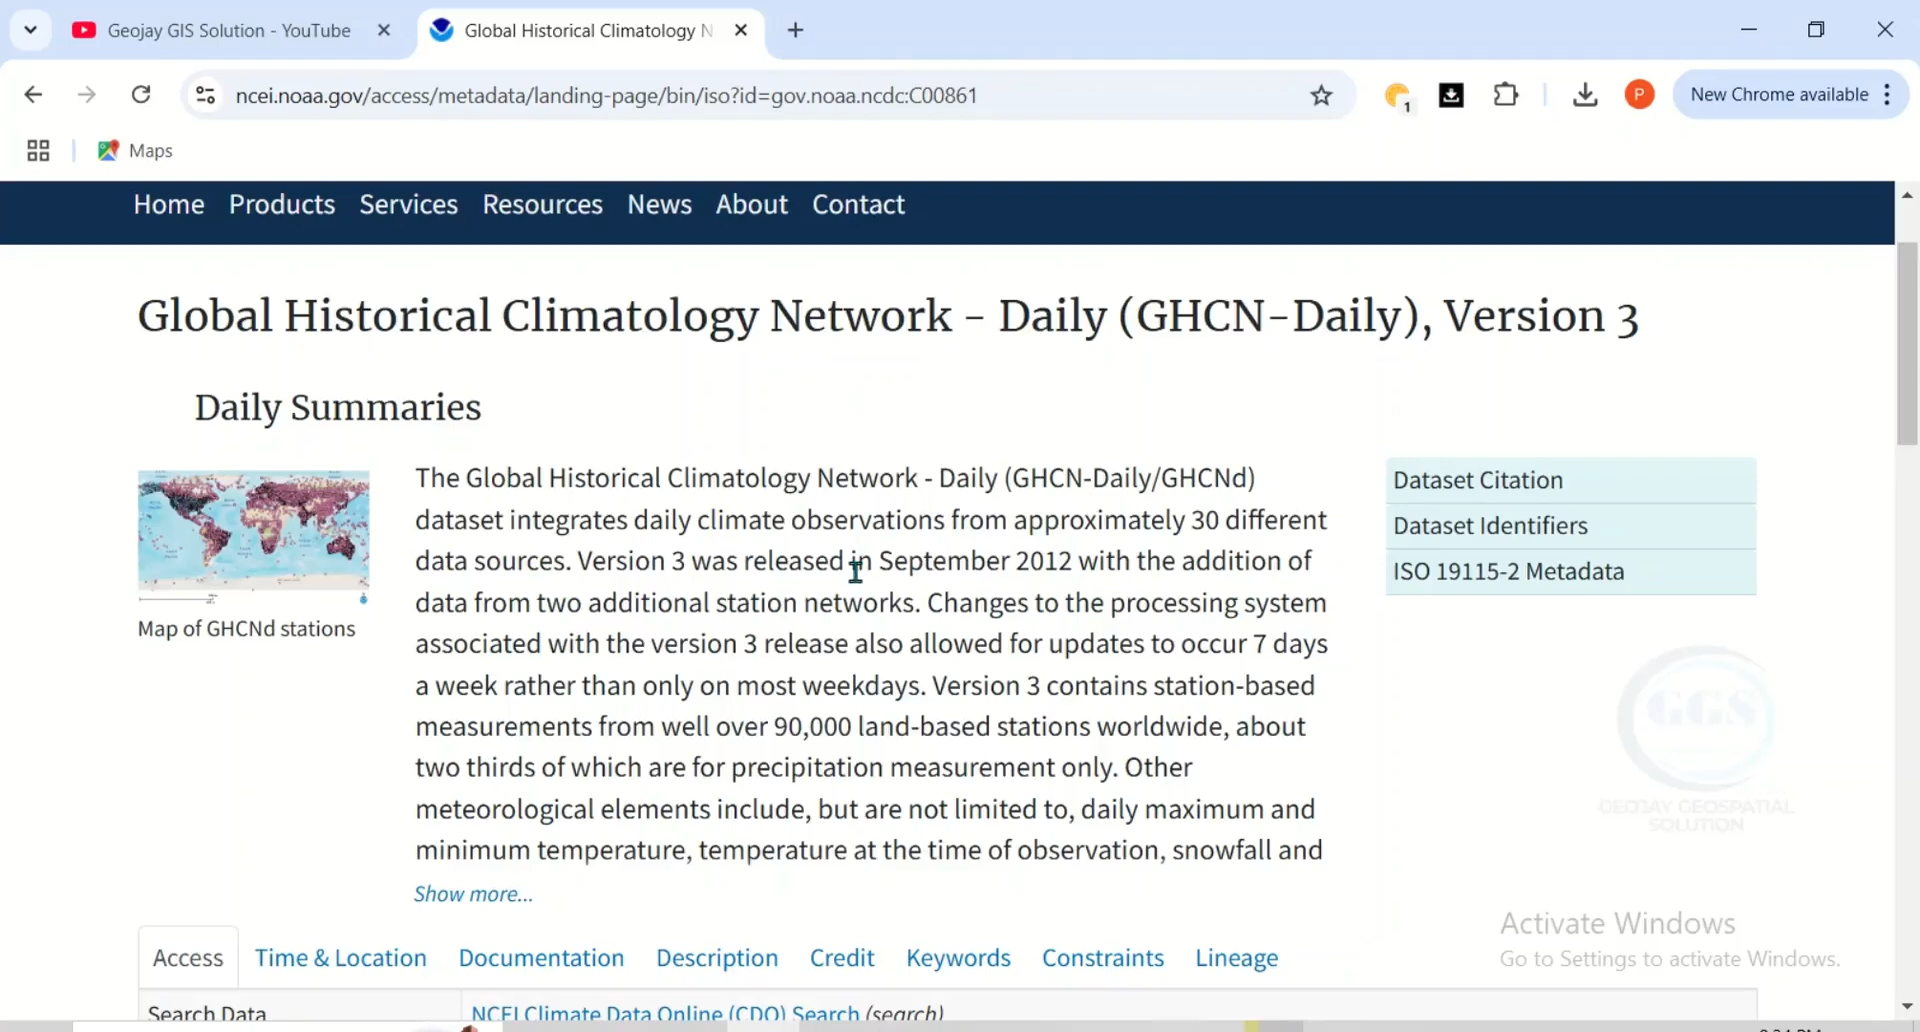 Geojay GIS Solution - YouTube
Global Historical Climatology N
ncei.noaa.gov/access/metadata/landing-page/bin/iso?id=gov.noaa.ncdc:C00861
1
P
New Chrome available
Maps
Home Products Services Resources News About Contact
Global Historical Climatology Network - Daily (GHCN-Daily), Version 3
Daily Summaries
Map of GHCNd stations
The Global Historical Climatology Network - Daily (GHCN-Daily/GHCNd)
dataset integrates daily climate observations from approximately 30 different
data sources. Version 3 was released in September 2012 with the addition of
data from two additional station networks. Changes to the processing system
associated with the version 3 release also allowed for updates to occur 7 days
a week rather than only on most weekdays. Version 3 contains station-based
measurements from well over 90,000 land-based stations worldwide, about
two thirds of which are for precipitation measurement only. Other
meteorological elements include, but are not limited to, daily maximum and
minimum temperature, temperature at the time of observation, snowfall and
Show more...
Dataset Citation
Dataset Identifiers
ISO 19115-2 Metadata
GGS
GEOJAY GEOSPATIAL
SOLUTION
Activate Windows
Go to Settings to activate Windows.
Access Time & Location Documentation Description Credit Keywords Constraints Lineage
Search Data NCEI Climate Data Online (CDO) Search (search)